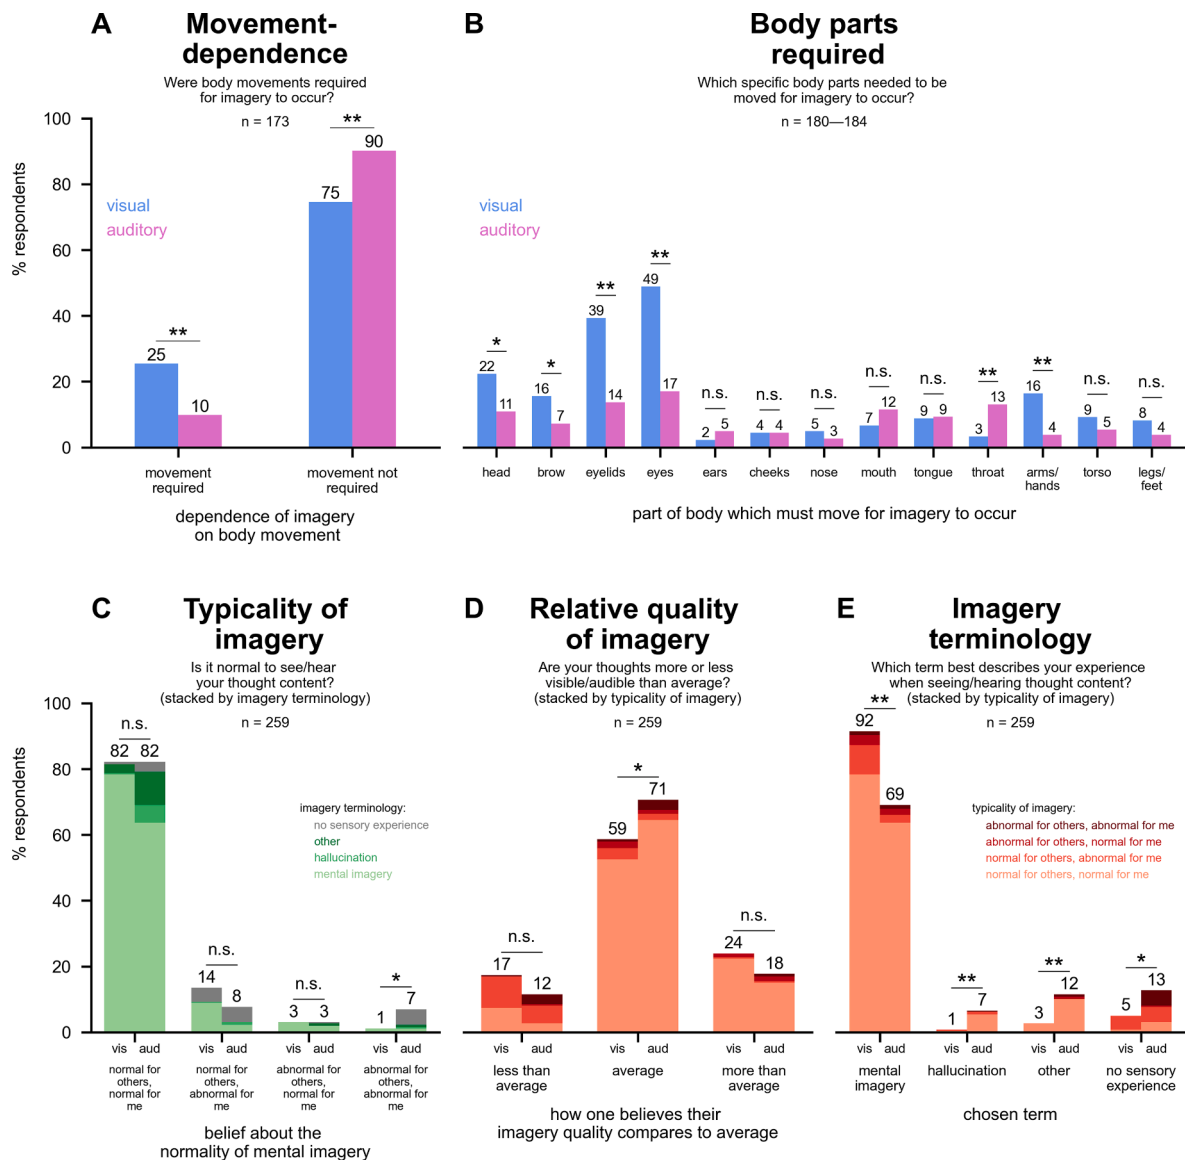 A
Movement-
dependence
Were body movements required
for imagery to occur?
n = 173
% respondents
100
80
60
40
20
0
visual
auditory
**
25
10
**
75
90
movement
required
movement not
required
dependence of imagery
on body movement
B
Body parts
required
Which specific body parts needed to be
moved for imagery to occur?
n = 180—184
visual
auditory
* * ** ** n.s. n.s. n.s. n.s. n.s. ** ** n.s. n.s.
22 11 16 7 39 14 49 17 2 5 4 4 5 3 7 12 9 9 3 13 16 4 9 5 8 4
head brow eyelids eyes ears cheeks nose mouth tongue throat arms/ torso legs/
hands feet
part of body which must move for imagery to occur
C
Typicality of
imagery
Is it normal to see/hear
your thought content?
(stacked by imagery terminology)
n = 259
% respondents
100
80
60
40
20
0
n.s. n.s. n.s. *
82 82 14 8 3 3 1 7
imagery terminology:
no sensory experience
other
hallucination
mental imagery
vis aud vis aud vis aud vis aud
normal for
others,
normal for
me
normal for
others,
abnormal for
me
abnormal for
others,
normal for
me
abnormal for
others,
abnormal for
me
belief about the
normality of mental imagery
D
Relative quality
of imagery
Are your thoughts more or less
visible/audible than average?
(stacked by typicality of imagery)
n = 259
n.s. * n.s.
17 12 59 71 24 18
vis aud vis aud vis aud
less than
average
average
more than
average
how one believes their
imagery quality compares to average
E
Imagery
terminology
Which term best describes your experience
when seeing/hearing thought content?
(stacked by typicality of imagery)
n = 259
** ** ** *
92 69 1 7 3 12 5 13
typicality of imagery:
abnormal for others, abnormal for me
abnormal for others, normal for me
normal for others, abnormal for me
normal for others, normal for me
vis aud vis aud vis aud vis aud
mental
imagery
hallucination
other
no sensory
experience
chosen term